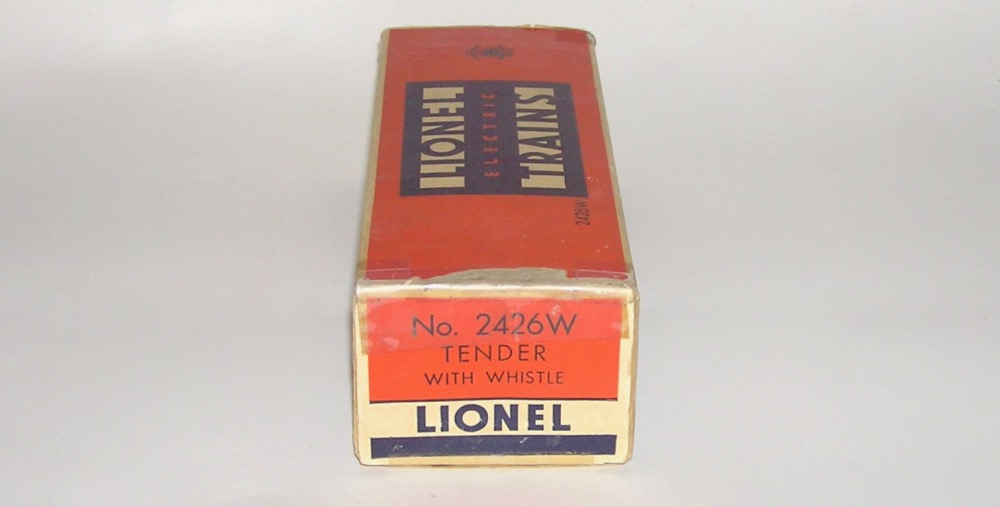 LIONEL
ELECTRIC
TRAINS
2426W
No. 2426W
TENDER
WITH WHISTLE
LIONEL